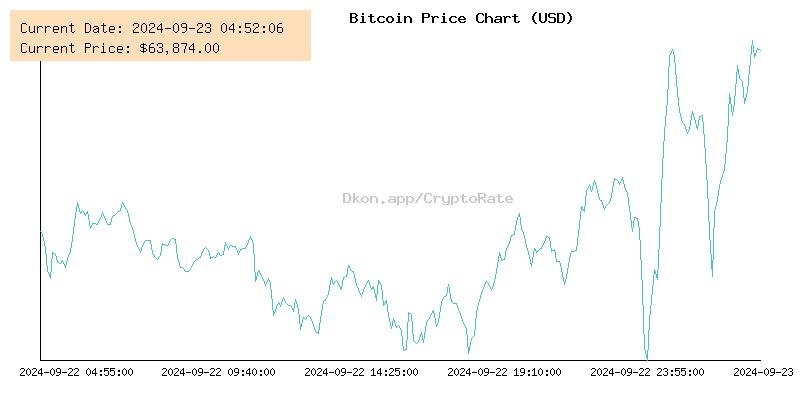 Bitcoin Price Chart (USD)
Current Date: 2024-09-23 04:52:06
Current Price: $63,874.00
Dkon.app/CryptoRate
2024-09-22 04:55:00 2024-09-22 09:40:00 2024-09-22 14:25:00 2024-09-22 19:10:00 2024-09-22 23:55:00 2024-09-23